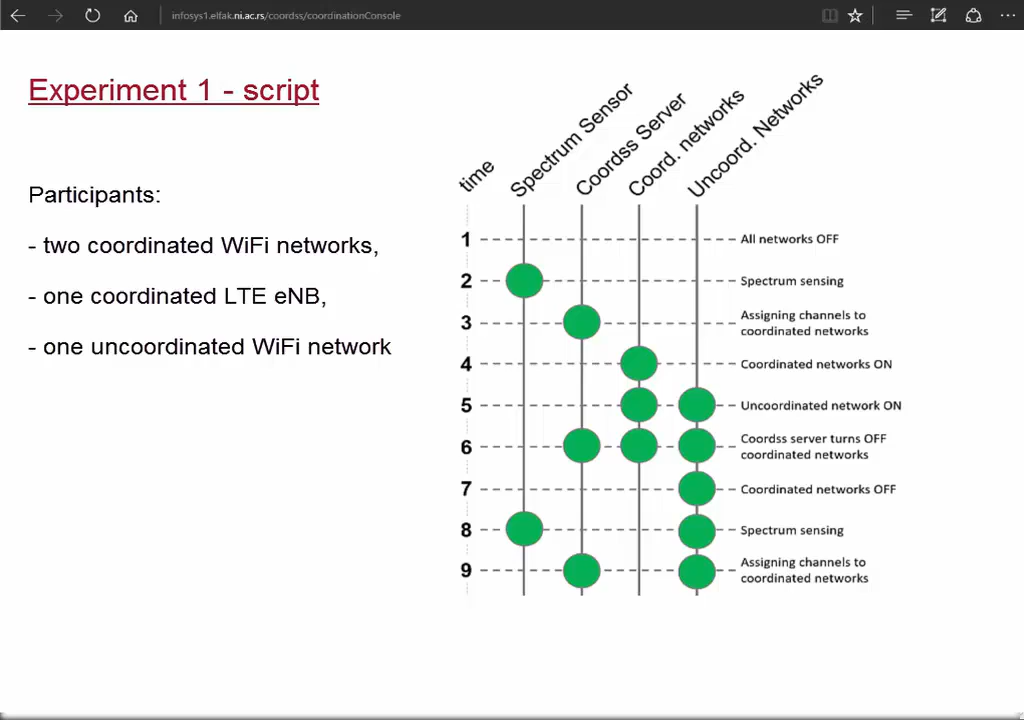 infosys1.elfak.ni.ac.rs/coordss/coordinationConsole
Experiment 1 - script
Participants:
- two coordinated WiFi networks,
- one coordinated LTE eNB,
- one uncoordinated WiFi network
time
Spectrum Sensor
Coordss Server
Coord. networks
Uncoord. Networks
1 All networks OFF
2 Spectrum sensing
3 Assigning channels to
coordinated networks
4 Coordinated networks ON
5 Uncoordinated network ON
6 Coordss server turns OFF
coordinated networks
7 Coordinated networks OFF
8 Spectrum sensing
9 Assigning channels to
coordinated networks